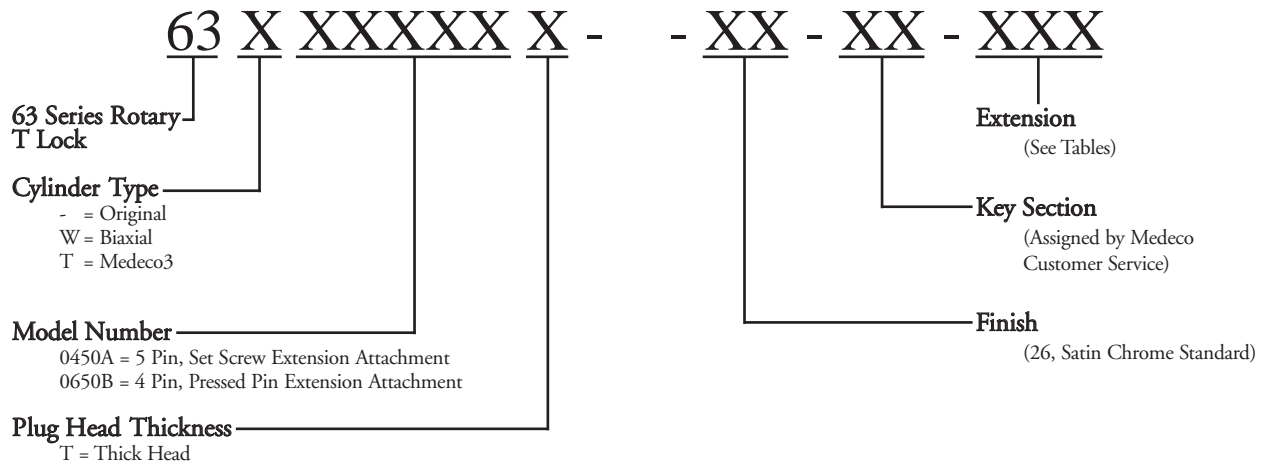 63 X XXXXX X - - XX - XX - XXX
63 Series Rotary
T Lock
Cylinder Type
- = Original
W = Biaxial
T = Medeco3
Model Number
0450A = 5 Pin, Set Screw Extension Attachment
0650B = 4 Pin, Pressed Pin Extension Attachment
Plug Head Thickness
T = Thick Head
Extension
(See Tables)
Key Section
(Assigned by Medeco
Customer Service)
Finish
(26, Satin Chrome Standard)